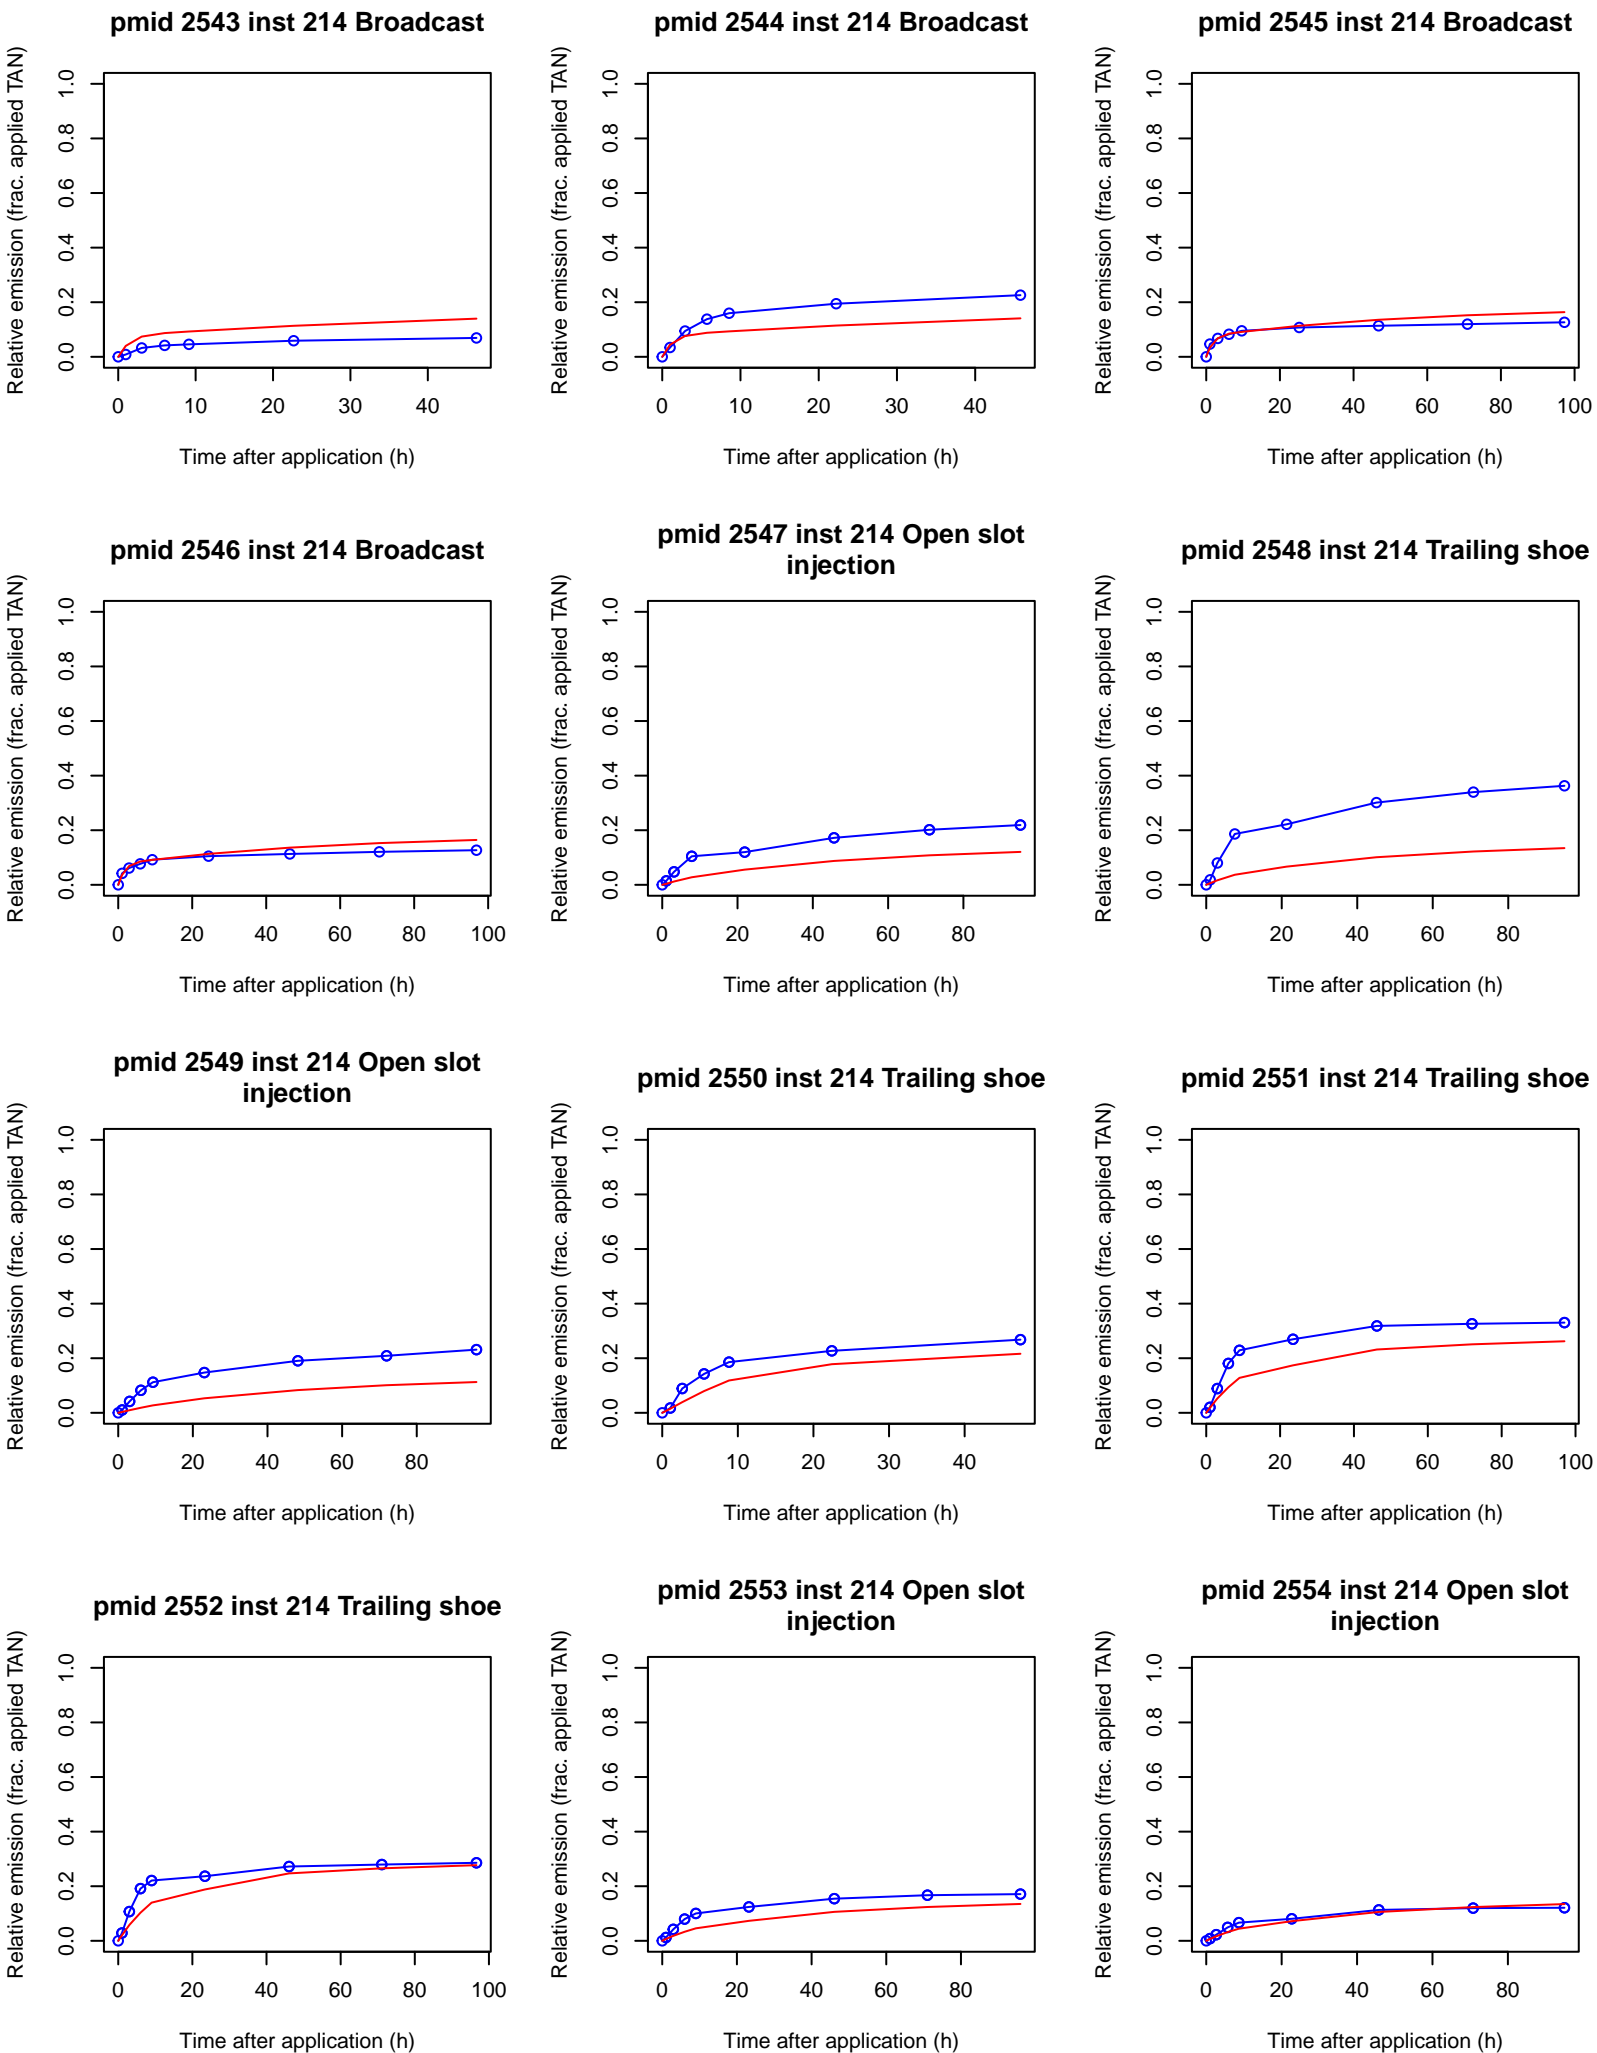 pmid 2543 inst 214 Broadcast
Relative emission (frac. applied TAN)
0.0 0.2 0.4 0.6 0.8 1.0
0 10 20 30 40
Time after application (h)
pmid 2544 inst 214 Broadcast
Relative emission (frac. applied TAN)
0.0 0.2 0.4 0.6 0.8 1.0
0 10 20 30 40
Time after application (h)
pmid 2545 inst 214 Broadcast
Relative emission (frac. applied TAN)
0.0 0.2 0.4 0.6 0.8 1.0
0 20 40 60 80 100
Time after application (h)
pmid 2546 inst 214 Broadcast
Relative emission (frac. applied TAN)
0.0 0.2 0.4 0.6 0.8 1.0
0 20 40 60 80 100
Time after application (h)
pmid 2547 inst 214 Open slot
injection
Relative emission (frac. applied TAN)
0.0 0.2 0.4 0.6 0.8 1.0
0 20 40 60 80
Time after application (h)
pmid 2548 inst 214 Trailing shoe
Relative emission (frac. applied TAN)
0.0 0.2 0.4 0.6 0.8 1.0
0 20 40 60 80
Time after application (h)
pmid 2549 inst 214 Open slot
injection
Relative emission (frac. applied TAN)
0.0 0.2 0.4 0.6 0.8 1.0
0 20 40 60 80
Time after application (h)
pmid 2550 inst 214 Trailing shoe
Relative emission (frac. applied TAN)
0.0 0.2 0.4 0.6 0.8 1.0
0 10 20 30 40
Time after application (h)
pmid 2551 inst 214 Trailing shoe
Relative emission (frac. applied TAN)
0.0 0.2 0.4 0.6 0.8 1.0
0 20 40 60 80 100
Time after application (h)
pmid 2552 inst 214 Trailing shoe
Relative emission (frac. applied TAN)
0.0 0.2 0.4 0.6 0.8 1.0
0 20 40 60 80 100
Time after application (h)
pmid 2553 inst 214 Open slot
injection
Relative emission (frac. applied TAN)
0.0 0.2 0.4 0.6 0.8 1.0
0 20 40 60 80
Time after application (h)
pmid 2554 inst 214 Open slot
injection
Relative emission (frac. applied TAN)
0.0 0.2 0.4 0.6 0.8 1.0
0 20 40 60 80
Time after application (h)